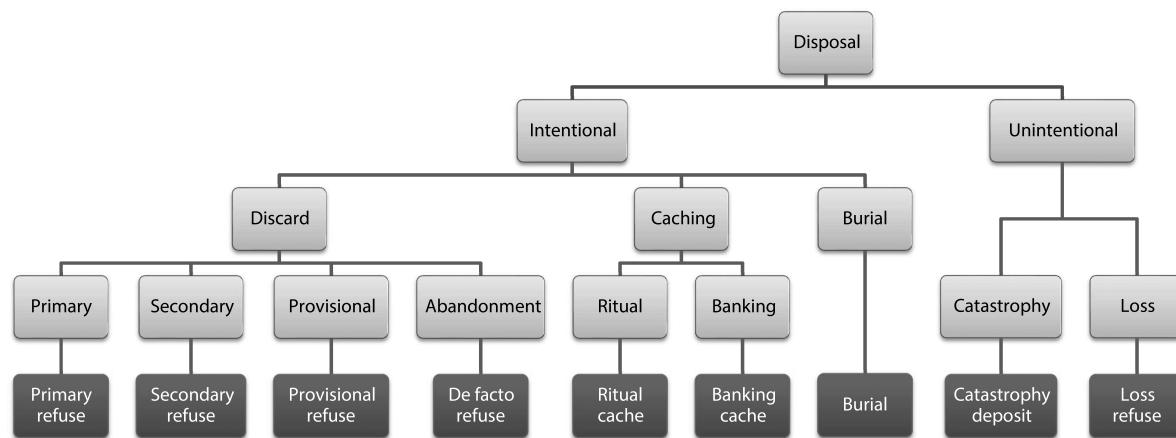 Disposal
Intentional
Unintentional
Discard
Caching
Burial
Primary
Secondary
Provisional
Abandonment
Ritual
Banking
Catastrophy
Loss
Primary
refuse
Secondary
refuse
Provisional
refuse
De facto
refuse
Ritual
cache
Banking
cache
Burial
Catastrophy
deposit
Loss
refuse